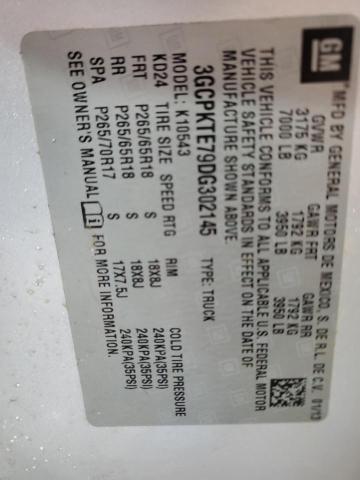 GM
MFD BY GENERAL MOTORS DE MEXICO, S. DE R.L. DE C.V. 01/13
GVWR GAWR FRT GAWR RR
3175 KG 1792 KG 1792 KG
7000 LB 3950 LB 3950 LB
THIS VEHICLE CONFORMS TO ALL APPLICABLE U.S. FEDERAL MOTOR
VEHICLE SAFETY STANDARDS IN EFFECT ON THE DATE OF
MANUFACTURE SHOWN ABOVE.
3GCPKTE79DG302145 TYPE: TRUCK
MODEL: K10543
KD24 TIRE SIZE SPEED RTG RIM COLD TIRE PRESSURE
FRT P265/65R18 S 18X8J 240KPA(35PSI)
RR P265/65R18 S 18X8J 240KPA(35PSI)
SPA P265/70R17 S 17X7.5J 240KPA(35PSI)
SEE OWNER'S MANUAL FOR MORE INFORMATION.